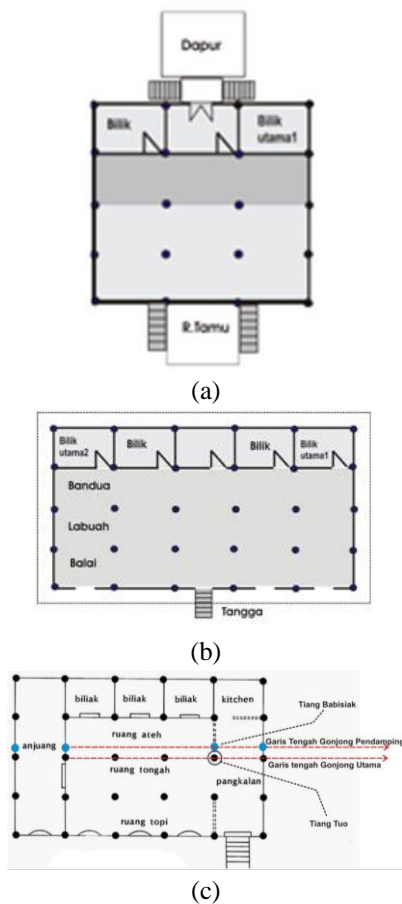 Dapur
Bilik
Bilik
utama1
R.Tamu
(a)
Bilik
utama2
Bilik
Bilik
Bilik
utama1
Bandua
Labuah
Balai
Tangga
(b)
biliak
biliak
biliak
kitchen
Tiang Babisiak
ruang ateh
Garis Tengah Gonjong Pendamping
anjuang
ruang tongah
Garis tengah Gonjong Utama
pangkalan
ruang topi
Tiang Tuo
(c)